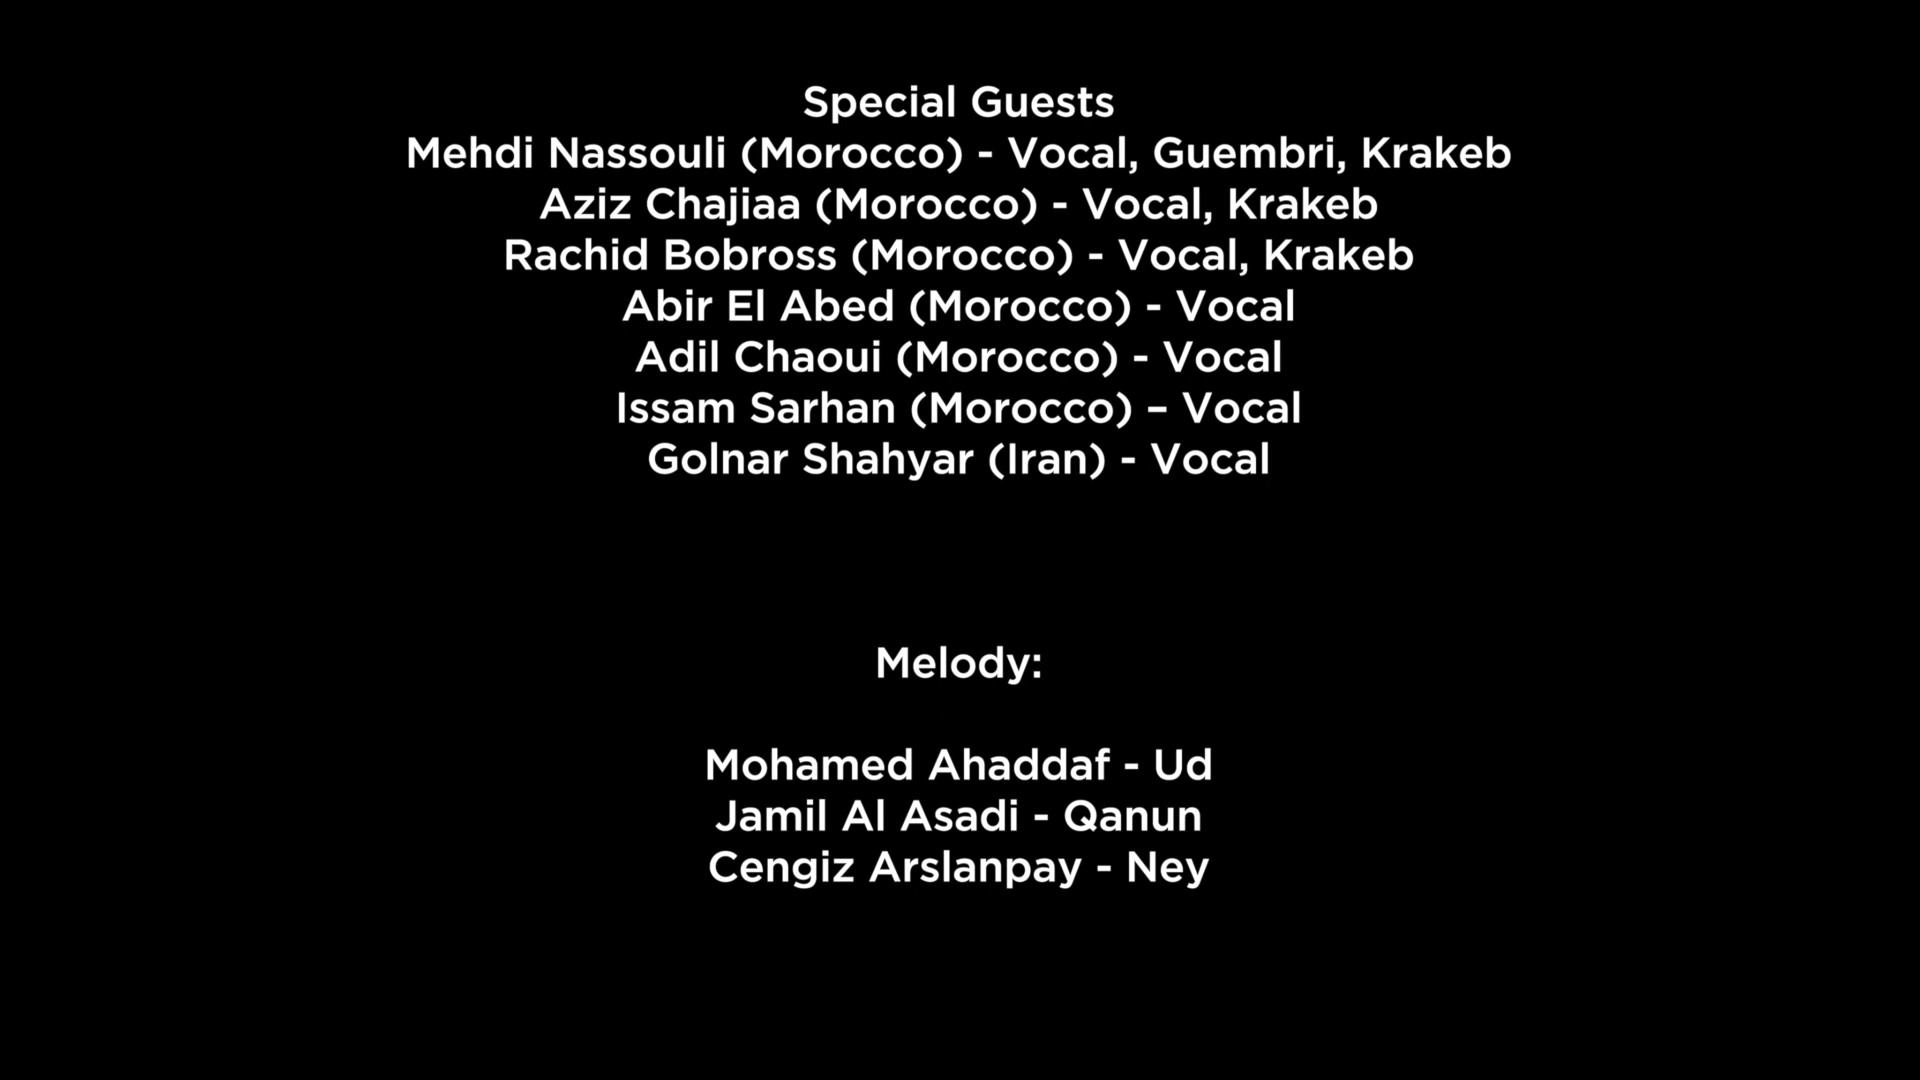 Special Guests
Mehdi Nassouli (Morocco) - Vocal, Guembri, Krakeb
Aziz Chajiaa (Morocco) - Vocal, Krakeb
Rachid Bobross (Morocco) - Vocal, Krakeb
Abir El Abed (Morocco) - Vocal
Adil Chaoui (Morocco) - Vocal
Issam Sarhan (Morocco) – Vocal
Golnar Shahyar (Iran) - Vocal
Melody:
Mohamed Ahaddaf - Ud
Jamil Al Asadi - Qanun
Cengiz Arslanpay - Ney